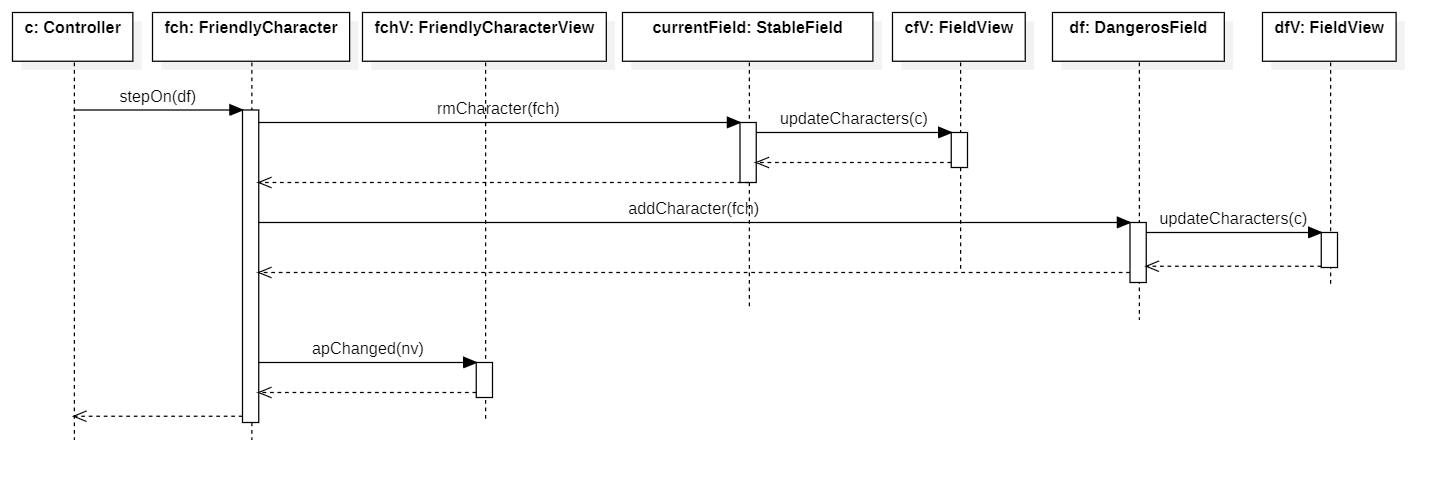 c: Controller
fch: FriendlyCharacter
fchV: FriendlyCharacterView
currentField: StableField
cfV: FieldView
df: DangerosField
dfV: FieldView
stepOn(df)
rmCharacter(fch)
updateCharacters(c)
addCharacter(fch)
updateCharacters(c)
apChanged(nv)